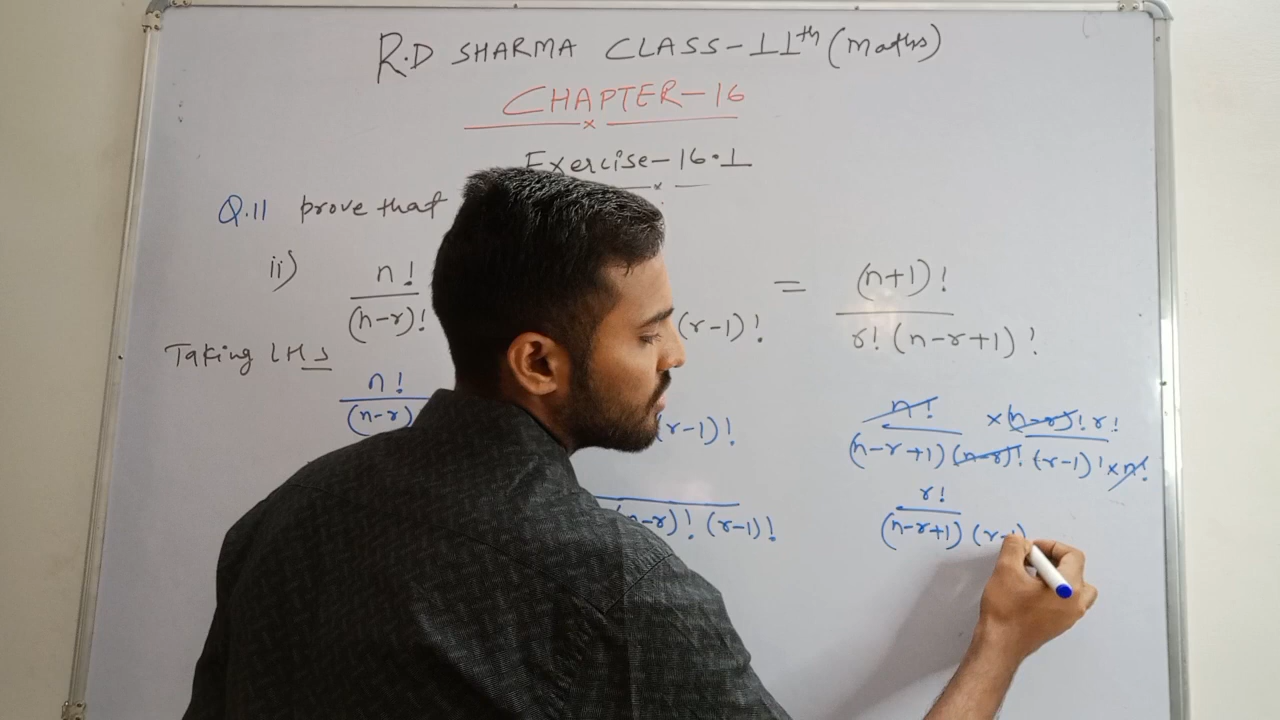 R.D SHARMA CLASS-11th (Maths)
CHAPTER-16
Exercise-16.1
Q.11 prove that
ii) n! / (n-r)! (r-1)! = (n+1)! / r! (n-r+1)!
Taking LHS
n! / (n-r) (r-1)!
n! × (n-r)! r!
(n-r+1) (n-r)! (r-1)! × n!
r!
(n-r)! (r-1)!
(n-r+1) (r-1)